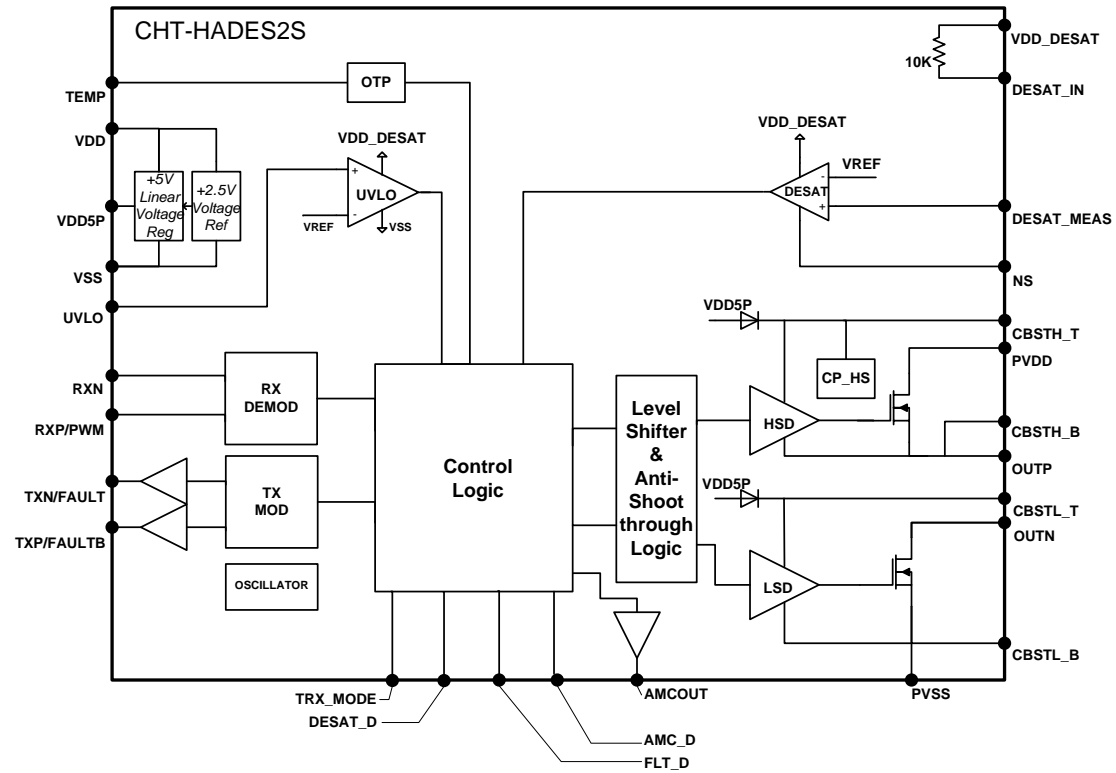 CHT-HADES2S
VDD_DESAT
10K
DESAT_IN
OTP
TEMP
VDD
VDD_DESAT
VDD_DESAT
VREF
-
DESAT
+
+5V
Linear
Voltage
Reg
+2.5V
Voltage
Ref
+
UVLO
-
VREF
VSS
VDD5P
DESAT_MEAS
VSS
NS
UVLO
VDD5P
CBSTH_T
PVDD
CP_HS
RXN
RX
DEMOD
RXP/PWM
Level
Shifter
&
Anti-
Shoot
through
Logic
HSD
CBSTH_B
OUTP
Control
Logic
TXN/FAULT
TX
MOD
TXP/FAULTB
VDD5P
CBSTL_T
OUTN
OSCILLATOR
LSD
CBSTL_B
TRX_MODE
DESAT_D
AMCOUT
PVSS
AMC_D
FLT_D